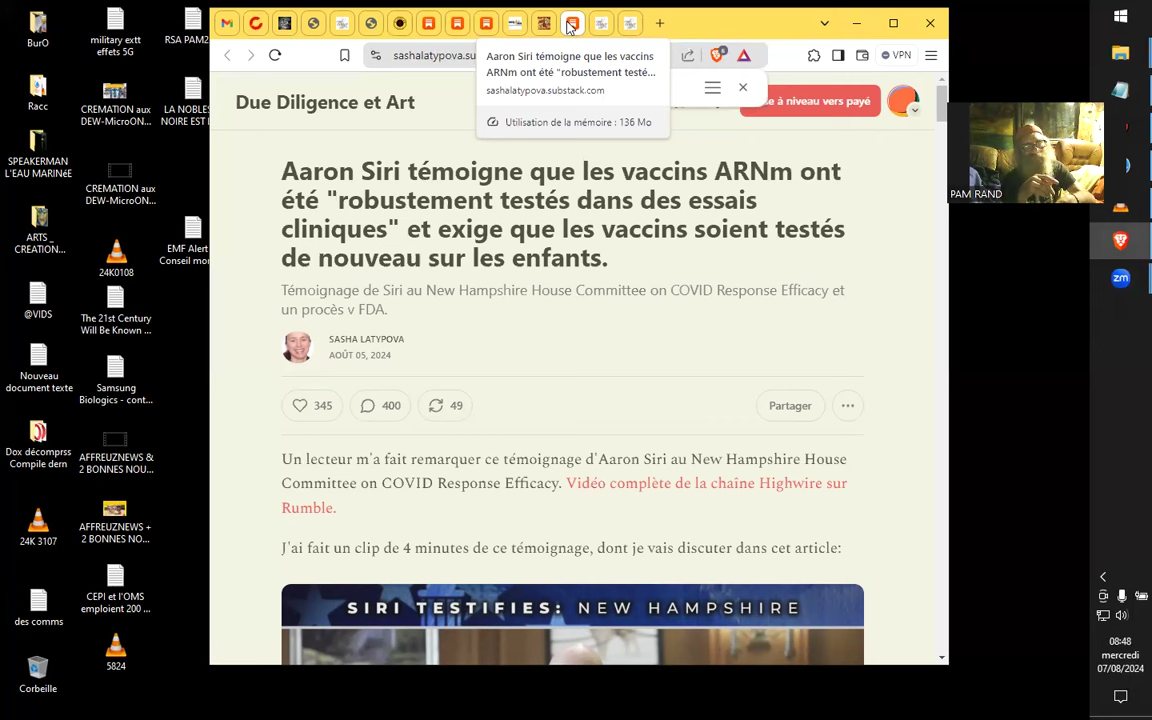 BurO
Racc
SPEAKERMAN
L'EAU MARINéE
ARTS _
CREATION...
@VIDS
Nouveau
document texte
Dox décomprss
Compile dern
24K 3107
des comms
Corbeille
military extt
effets 5G
CREMATION aux
DEW-MicroON...
CREMATION aux
DEW-MicroON...
24K0108
The 21st Century
Will Be Known ...
Samsung
Biologics - cont...
AFFREUZNEWS &
2 BONNES NOU...
AFFREUZNEWS +
2 BONNES NO...
CEPI et l'OMS
emploient 200 ...
5824
RSA PAM2
LA NOBLES
NOIRE EST I
EMF Alert
Conseil mor
sashalatypova.su
VPN
Aaron Siri témoigne que les vaccins
ARNm ont été "robustement testé...
sashalatypova.substack.com
Utilisation de la mémoire : 136 Mo
Due Diligence et Art
e à niveau vers payé
Aaron Siri témoigne que les vaccins ARNm ont
été "robustement testés dans des essais
cliniques" et exige que les vaccins soient testés
de nouveau sur les enfants.
Témoignage de Siri au New Hampshire House Committee on COVID Response Efficacy et
un procès v FDA.
SASHA LATYPOVA
AOÛT 05, 2024
345
400
49
Partager
Un lecteur m'a fait remarquer ce témoignage d'Aaron Siri au New Hampshire House
Committee on COVID Response Efficacy. Vidéo complète de la chaîne Highwire sur
Rumble.
J'ai fait un clip de 4 minutes de ce témoignage, dont je vais discuter dans cet article:
SIRI TESTIFIES: NEW HAMPSHIRE
PAM RAND
zm
08:48
mercredi
07/08/2024